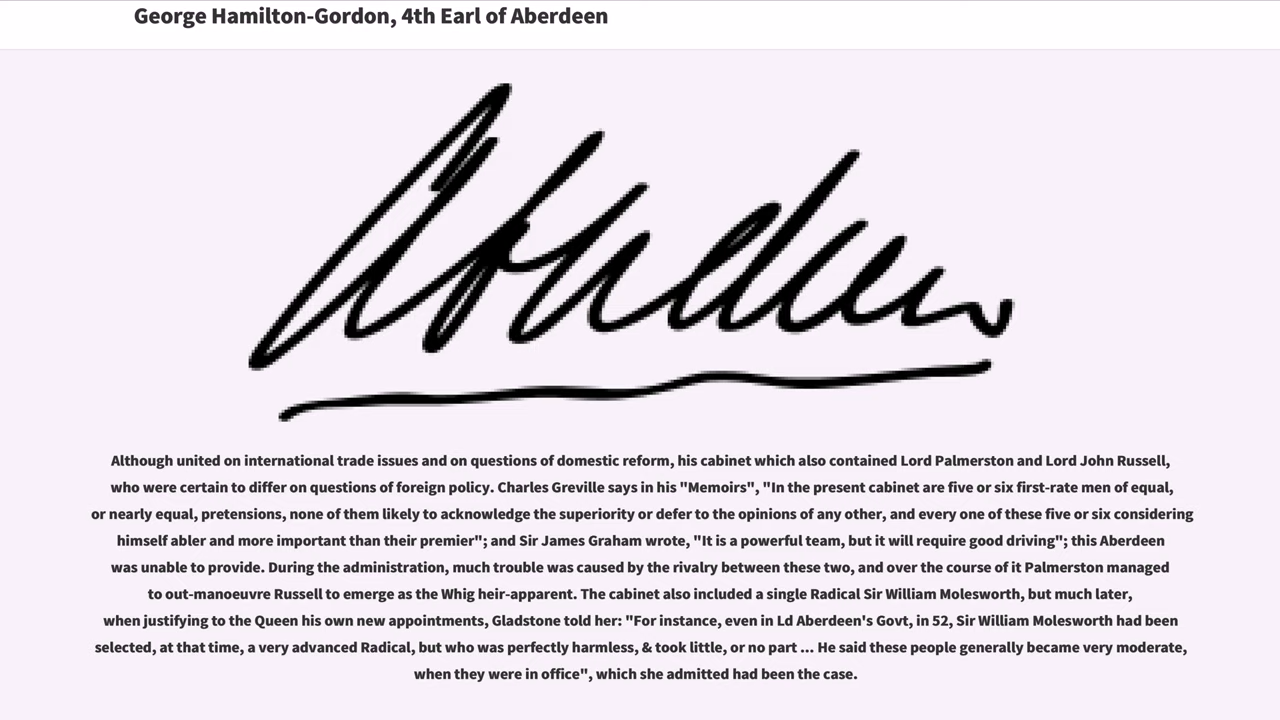 George Hamilton-Gordon, 4th Earl of Aberdeen
Aberdeen
Although united on international trade issues and on questions of domestic reform, his cabinet which also contained Lord Palmerston and Lord John Russell,
who were certain to differ on questions of foreign policy. Charles Greville says in his "Memoirs", "In the present cabinet are five or six first-rate men of equal,
or nearly equal, pretensions, none of them likely to acknowledge the superiority or defer to the opinions of any other, and every one of these five or six considering
himself abler and more important than their premier"; and Sir James Graham wrote, "It is a powerful team, but it will require good driving"; this Aberdeen
was unable to provide. During the administration, much trouble was caused by the rivalry between these two, and over the course of it Palmerston managed
to out-manoeuvre Russell to emerge as the Whig heir-apparent. The cabinet also included a single Radical Sir William Molesworth, but much later,
when justifying to the Queen his own new appointments, Gladstone told her: "For instance, even in Ld Aberdeen's Govt, in 52, Sir William Molesworth had been
selected, at that time, a very advanced Radical, but who was perfectly harmless, & took little, or no part ... He said these people generally became very moderate,
when they were in office", which she admitted had been the case.